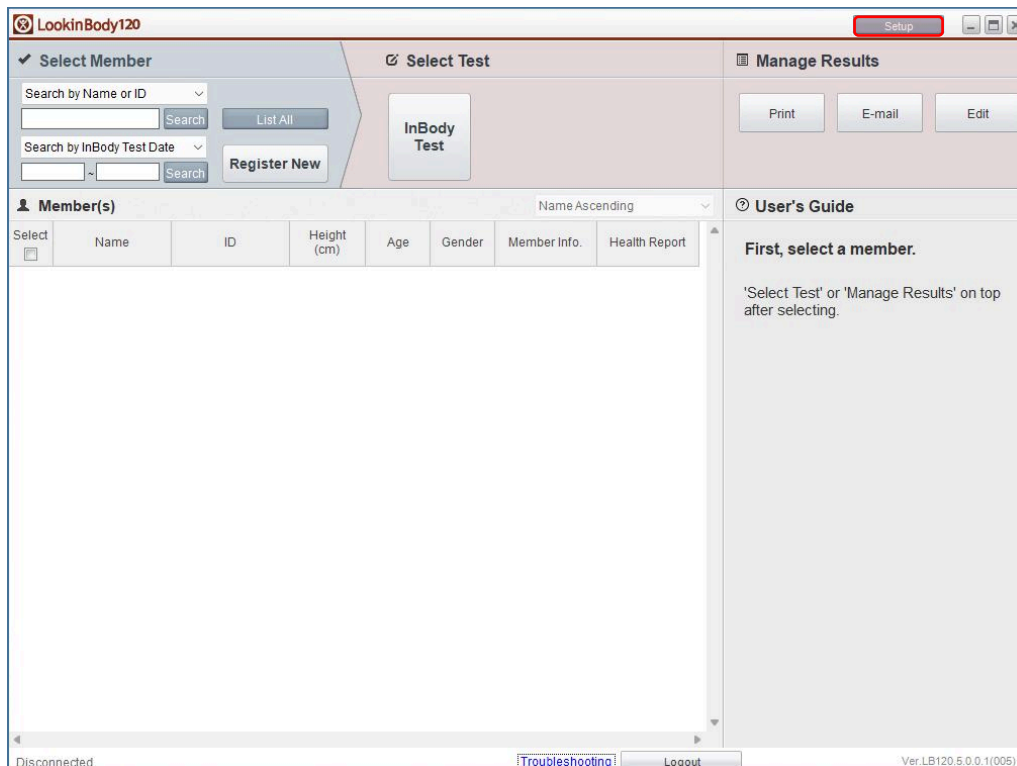 LookinBody120
Setup
Select Member
Select Test
Manage Results
Search by Name or ID
Search
List All
Search by InBody Test Date
~
Search
Register New
InBody
Test
Print
E-mail
Edit
Member(s)
Name Ascending
User's Guide
Select
Name
ID
Height
(cm)
Age
Gender
Member Info.
Health Report
First, select a member.
'Select Test' or 'Manage Results' on top
after selecting.
Disconnected
Troubleshooting
Logout
Ver.LB120.5.0.0.1(005)